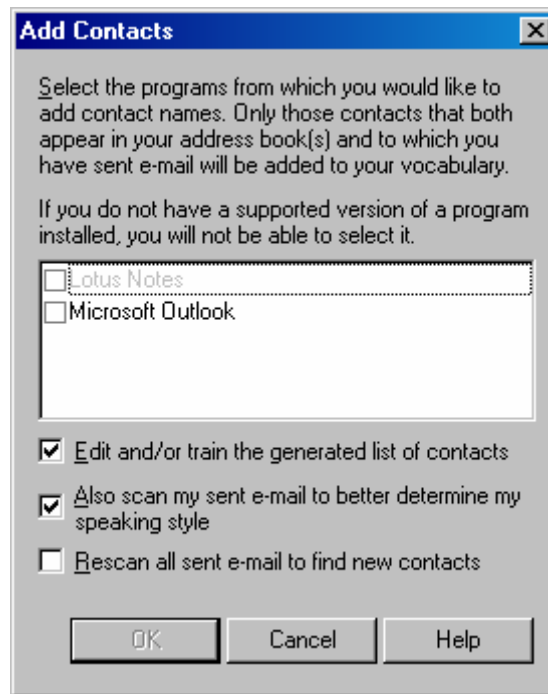 Add Contacts
Select the programs from which you would like to
add contact names. Only those contacts that both
appear in your address book(s) and to which you
have sent e-mail will be added to your vocabulary.
If you do not have a supported version of a program
installed, you will not be able to select it.
Lotus Notes
Microsoft Outlook
Edit and/or train the generated list of contacts
Also scan my sent e-mail to better determine my
speaking style
Rescan all sent e-mail to find new contacts
OK Cancel Help